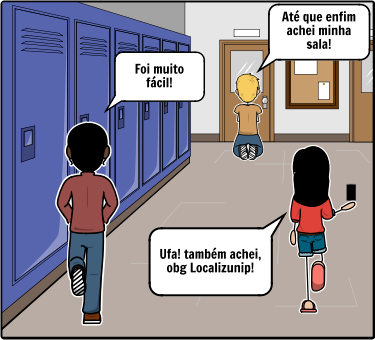 Até que enfim
achei minha
sala!
Foi muito
fácil!
Ufa! também achei,
obg Localizunip!